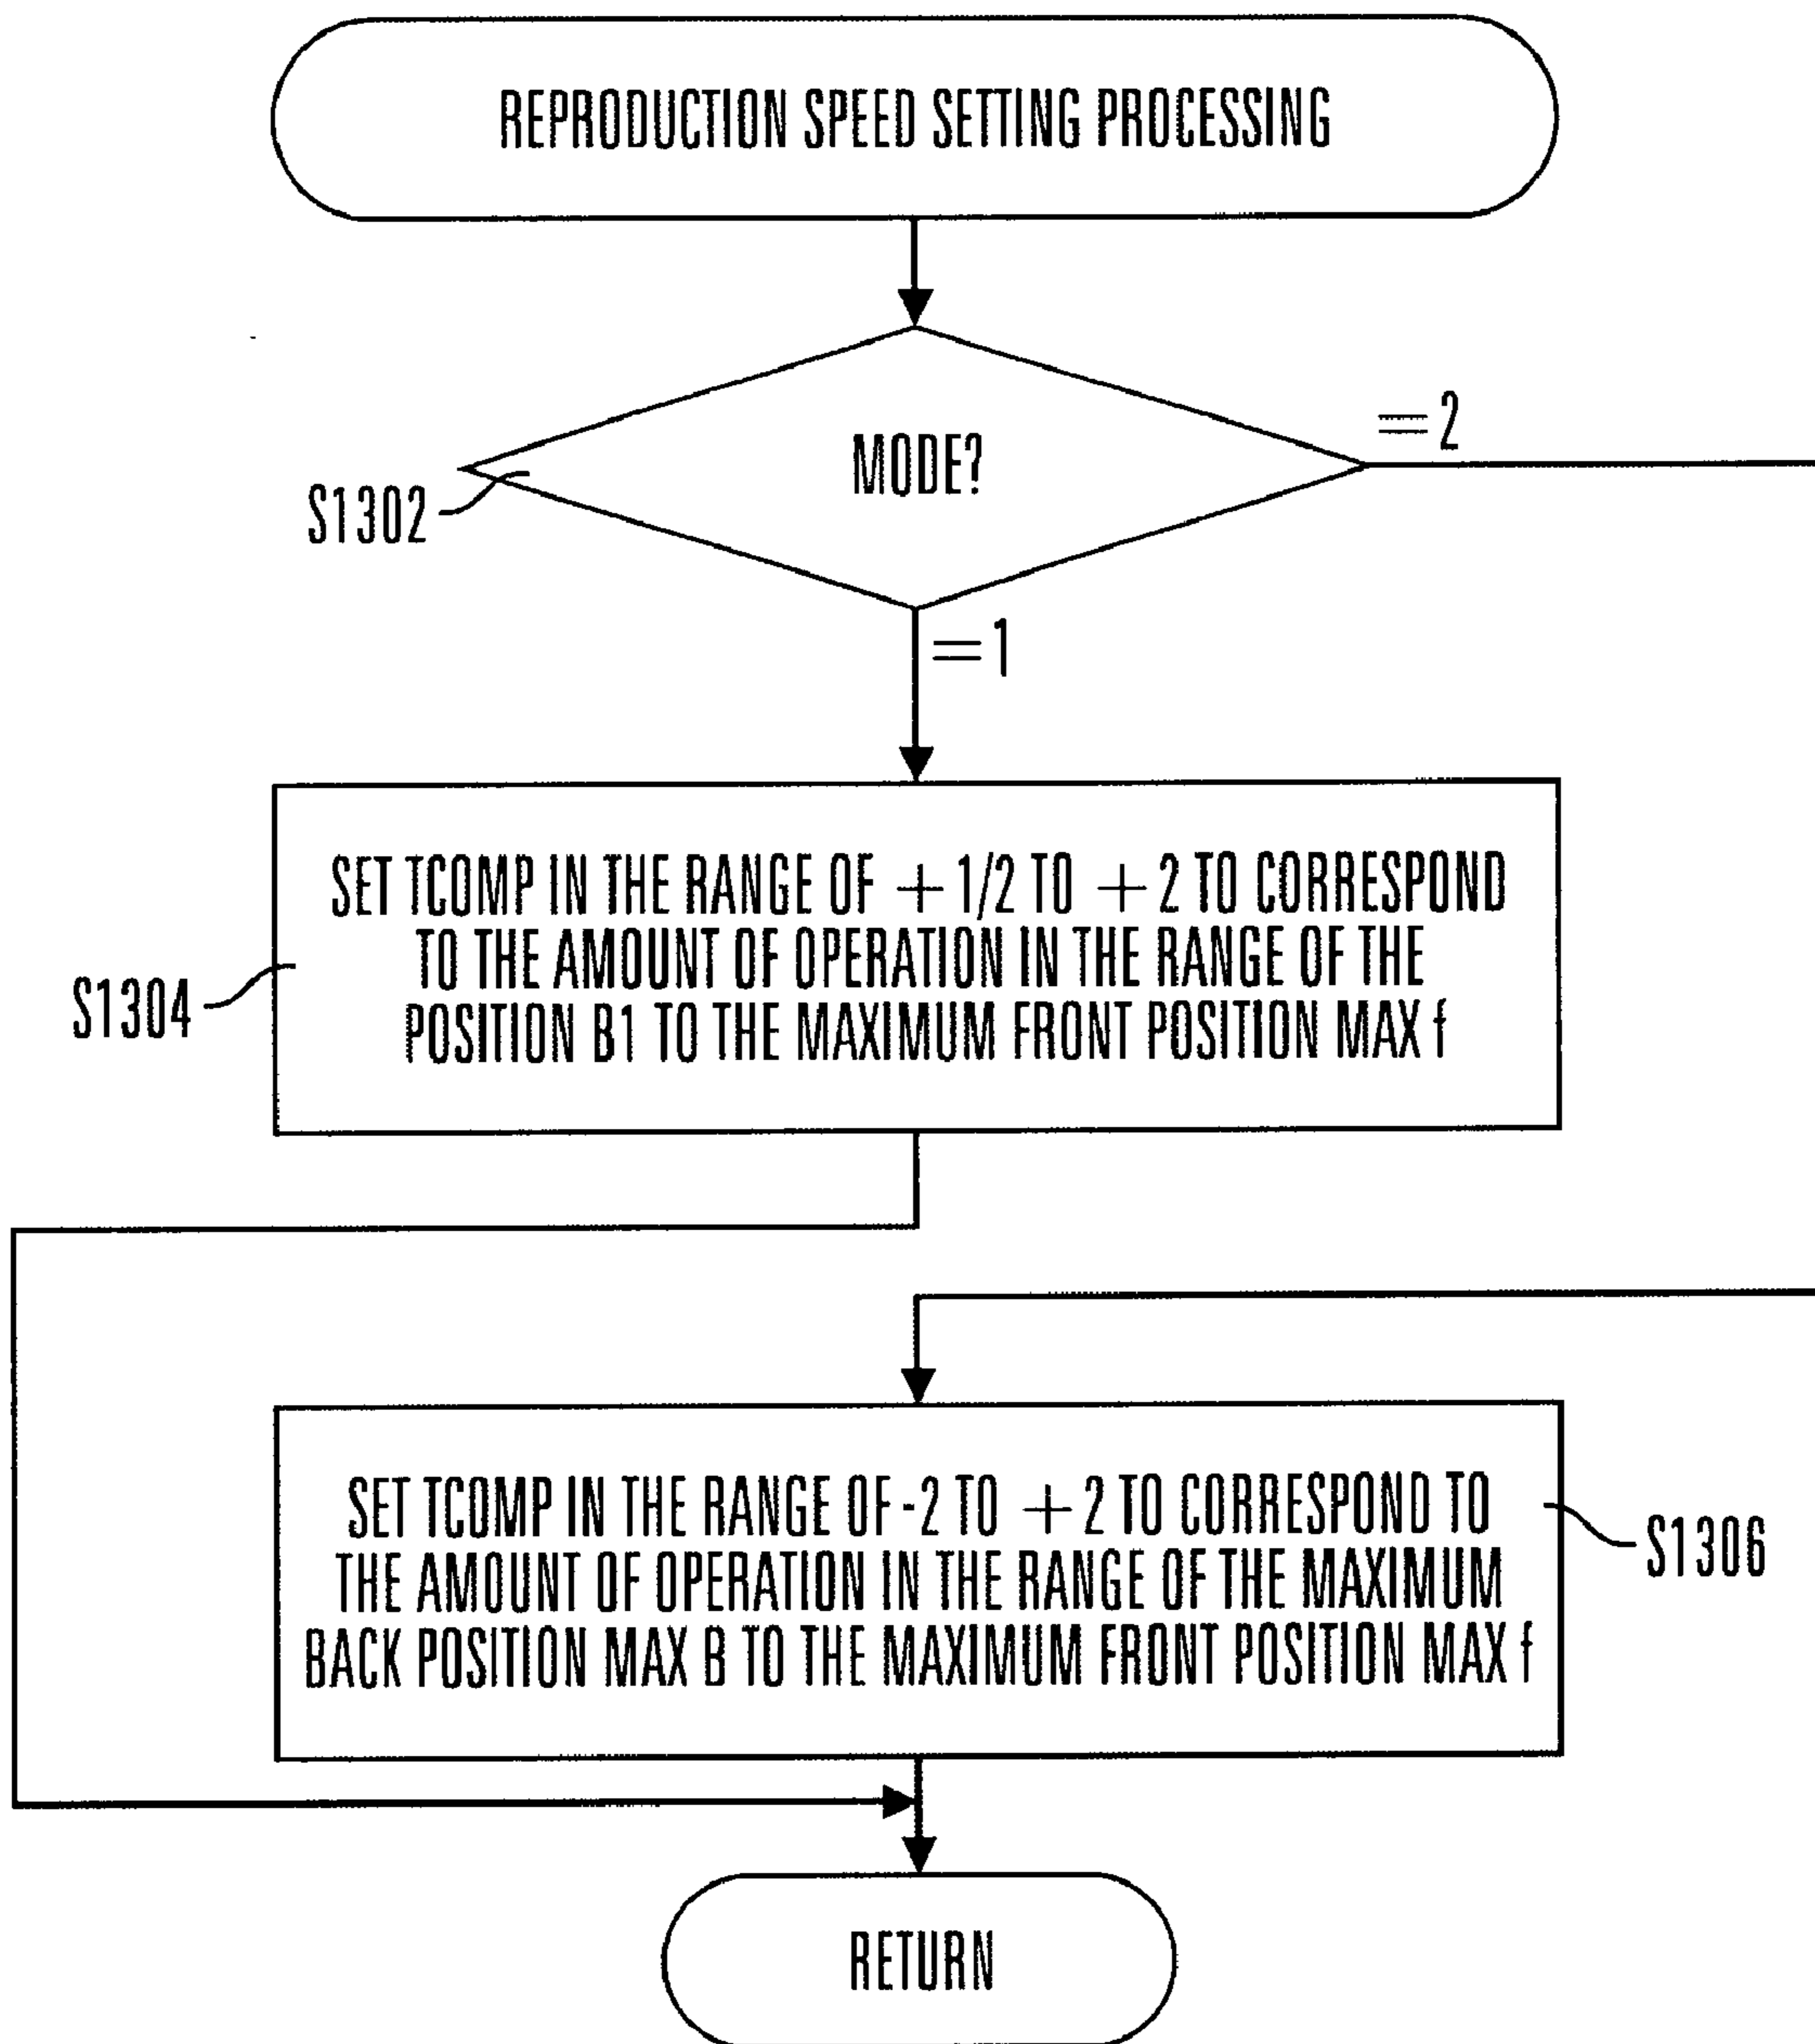 REPRODUCTION SPEED SETTING PROCESSING
MODE?
=2
S1302
=1
SET TCOMP IN THE RANGE OF +1/2 TO +2 TO CORRESPOND
TO THE AMOUNT OF OPERATION IN THE RANGE OF THE
POSITION B1 TO THE MAXIMUM FRONT POSITION MAX f
S1304
SET TCOMP IN THE RANGE OF -2 TO +2 TO CORRESPOND TO
THE AMOUNT OF OPERATION IN THE RANGE OF THE MAXIMUM
BACK POSITION MAX B TO THE MAXIMUM FRONT POSITION MAX f
S1306
RETURN